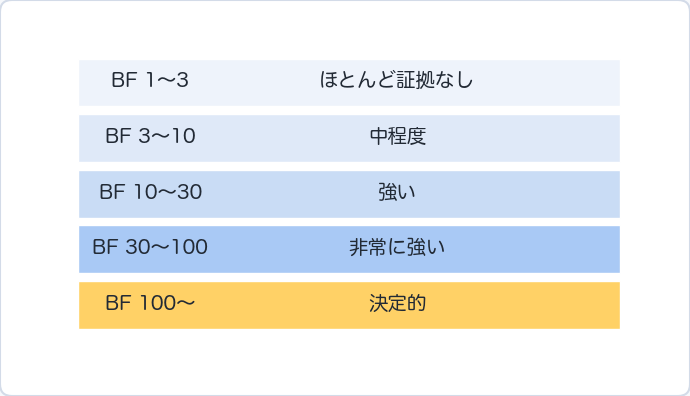 BF 1〜3 ほとんど証拠なし
BF 3〜10 中程度
BF 10〜30 強い
BF 30〜100 非常に強い
BF 100〜 決定的